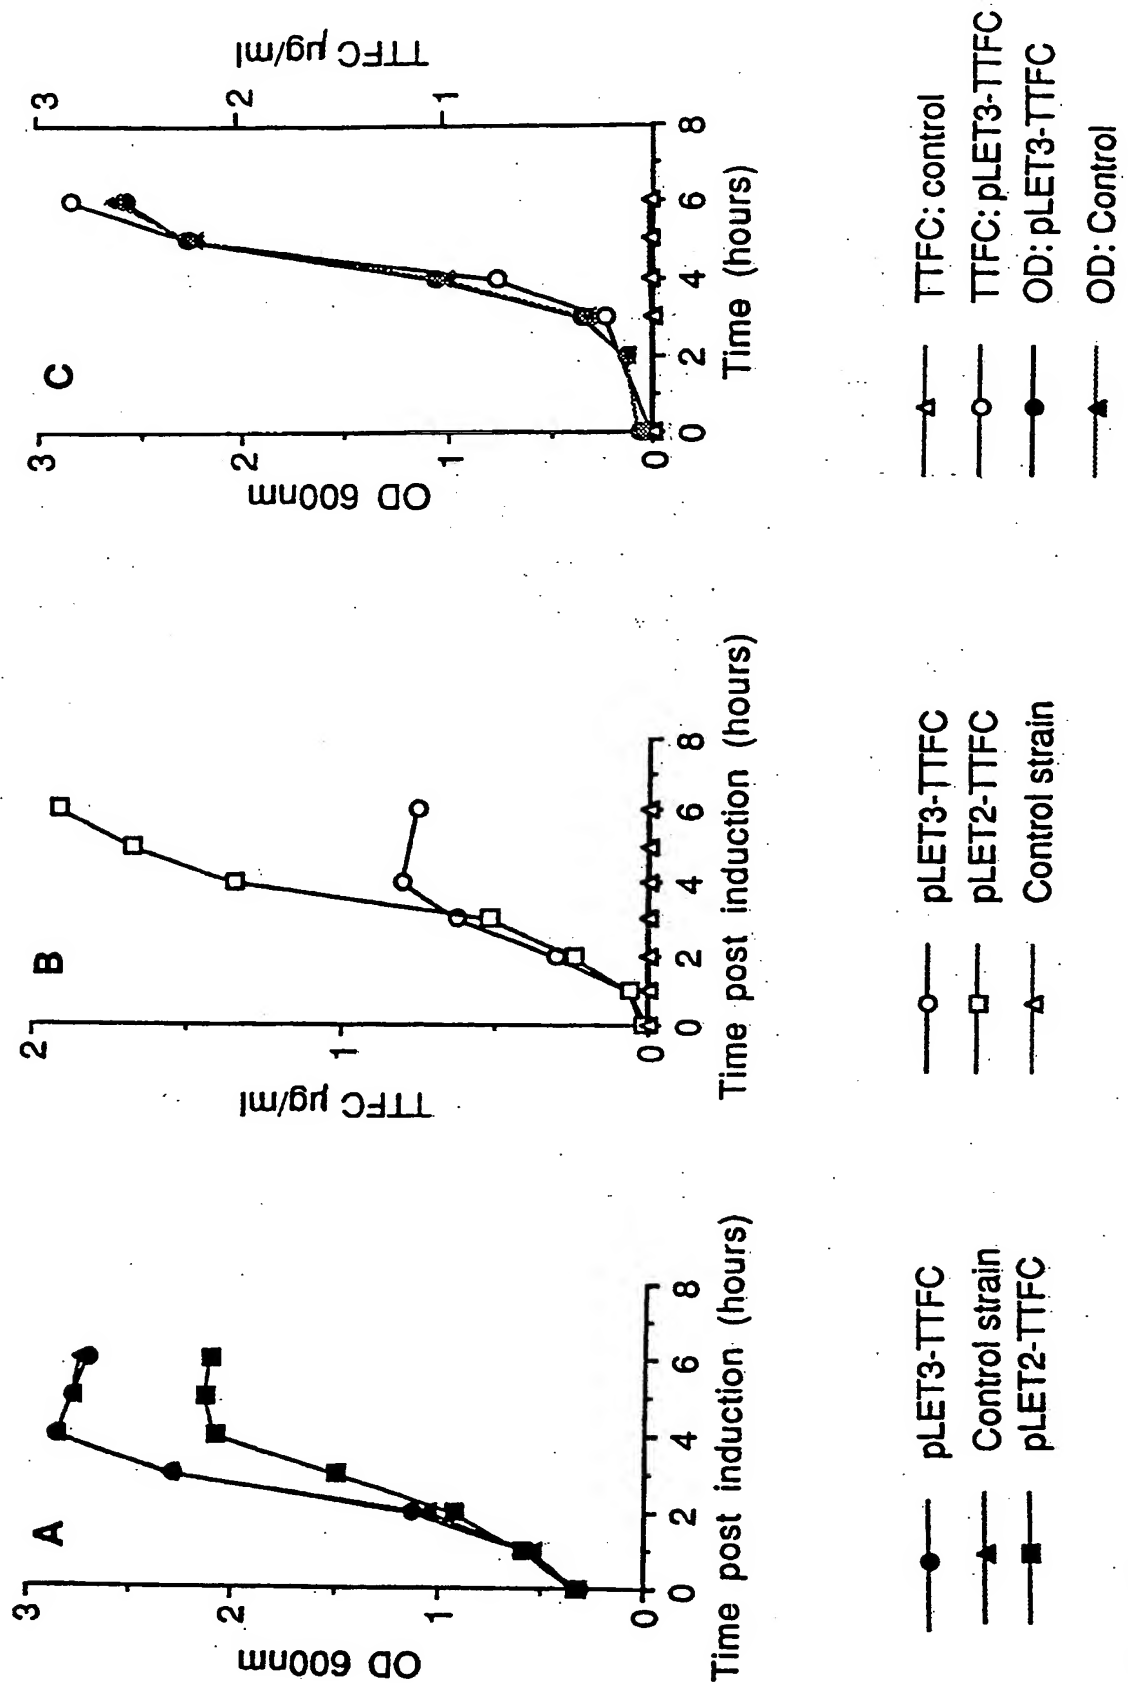 A
3
2
1
0
OD 600nm
0 2 4 6 8
Time post induction (hours)
pLET3-TTFC
Control strain
pLET2-TTFC
B
2
1
0
TTFC µg/ml
0 2 4 6 8
Time post induction (hours)
pLET3-TTFC
pLET2-TTFC
Control strain
C
3
2
1
0
OD 600nm
3
2
1
TTFC µg/ml
0 2 4 6 8
Time (hours)
TTFC: control
TTFC: pLET3-TTFC
OD: pLET3-TTFC
OD: Control